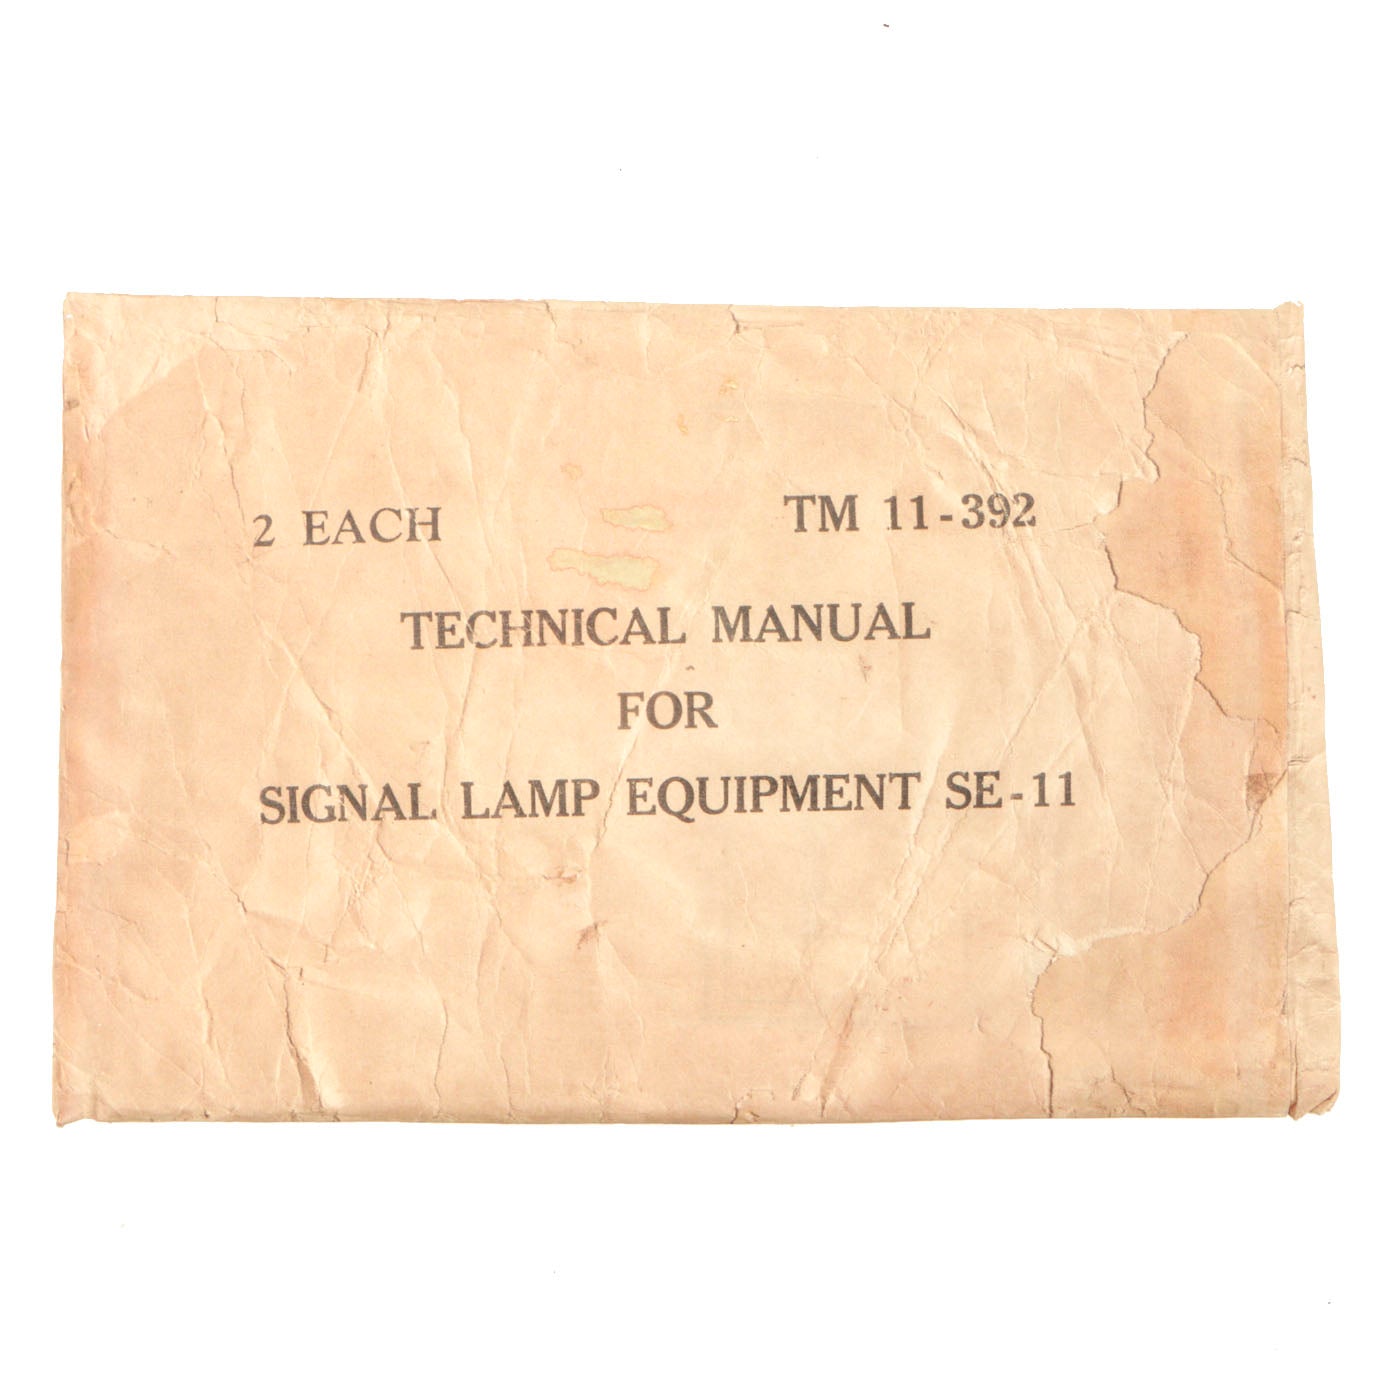 2 EACH TM 11-392
TECHNICAL MANUAL
FOR
SIGNAL LAMP EQUIPMENT SE-11